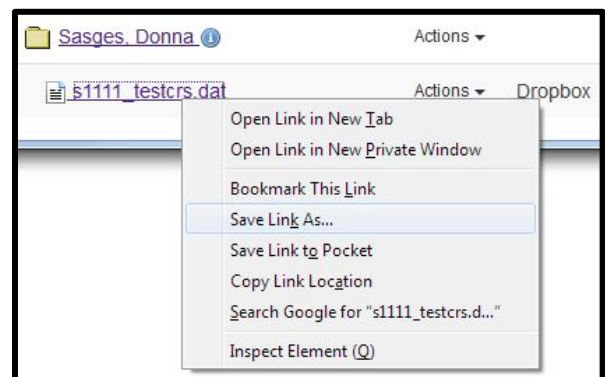 Sasges, Donna Actions
s1111_testcrs.dat Actions Dropbox
Open Link in New Tab
Open Link in New Private Window
Bookmark This Link
Save Link As...
Save Link to Pocket
Copy Link Location
Search Google for "s1111_testcrs.d..."
Inspect Element (Q)